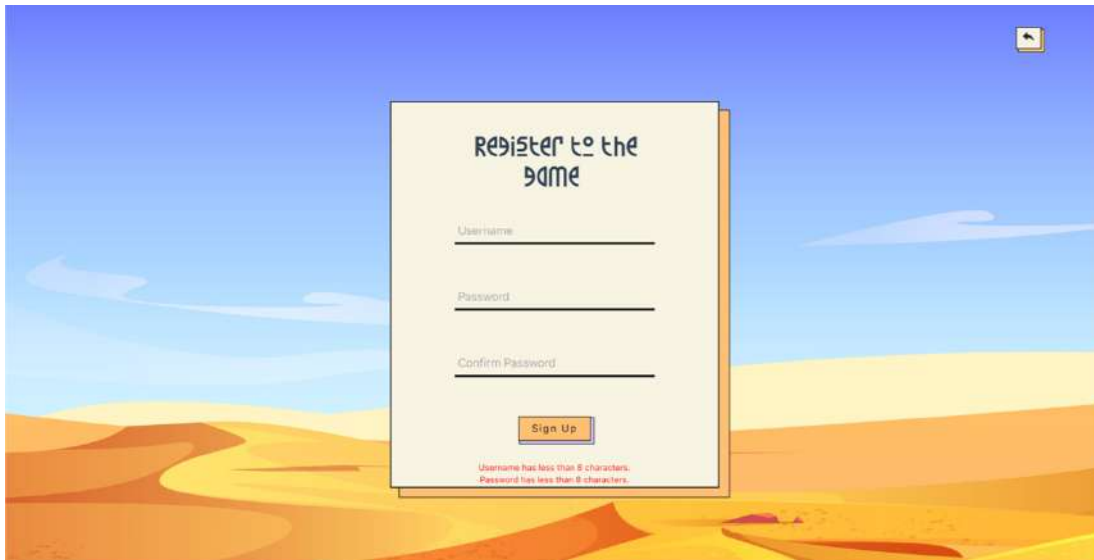 Register to the
game
Username
Password
Confirm Password
Sign Up
Username has less than 6 characters.
Password has less than 8 characters.